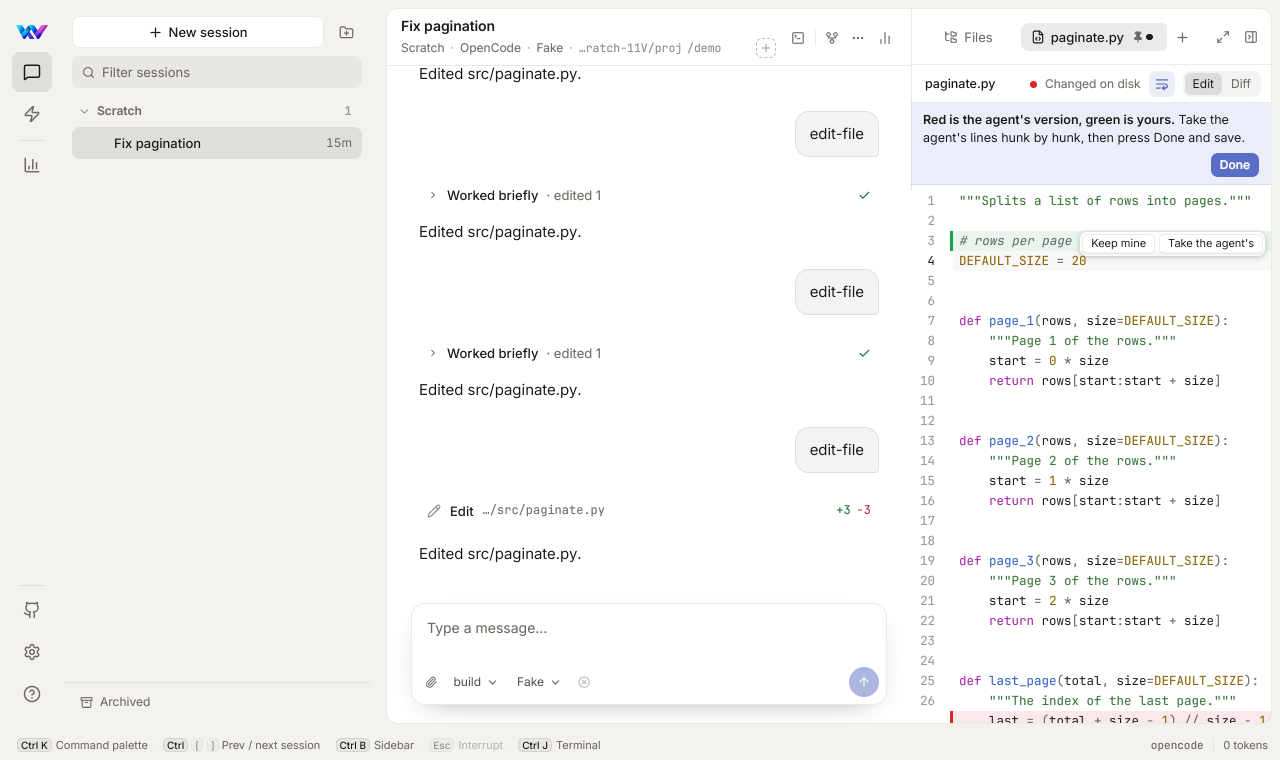 New session
Filter sessions
Scratch 1
Fix pagination 15m
Archived
Fix pagination
Scratch · OpenCode · Fake · …ratch-11V/proj /demo
Edited src/paginate.py.
edit-file
Worked briefly · edited 1
Edited src/paginate.py.
edit-file
Worked briefly · edited 1
Edited src/paginate.py.
edit-file
Edit …/src/paginate.py +3 -3
Edited src/paginate.py.
Type a message...
build Fake
Files paginate.py
paginate.py Changed on disk Edit Diff
Red is the agent's version, green is yours. Take the
agent's lines hunk by hunk, then press Done and save.
Done
1 """Splits a list of rows into pages."""
2
3 # rows per page Keep mine Take the agent's
4 DEFAULT_SIZE = 20
5
6
7 def page_1(rows, size=DEFAULT_SIZE):
8 """Page 1 of the rows."""
9 start = 0 * size
10 return rows[start:start + size]
11
12
13 def page_2(rows, size=DEFAULT_SIZE):
14 """Page 2 of the rows."""
15 start = 1 * size
16 return rows[start:start + size]
17
18
19 def page_3(rows, size=DEFAULT_SIZE):
20 """Page 3 of the rows."""
21 start = 2 * size
22 return rows[start:start + size]
23
24
25 def last_page(total, size=DEFAULT_SIZE):
26 """The index of the last page."""
last = (total + size - 1) // size - 1
Ctrl K Command palette Ctrl [ ] Prev / next session Ctrl B Sidebar Esc Interrupt Ctrl J Terminal opencode 0 tokens